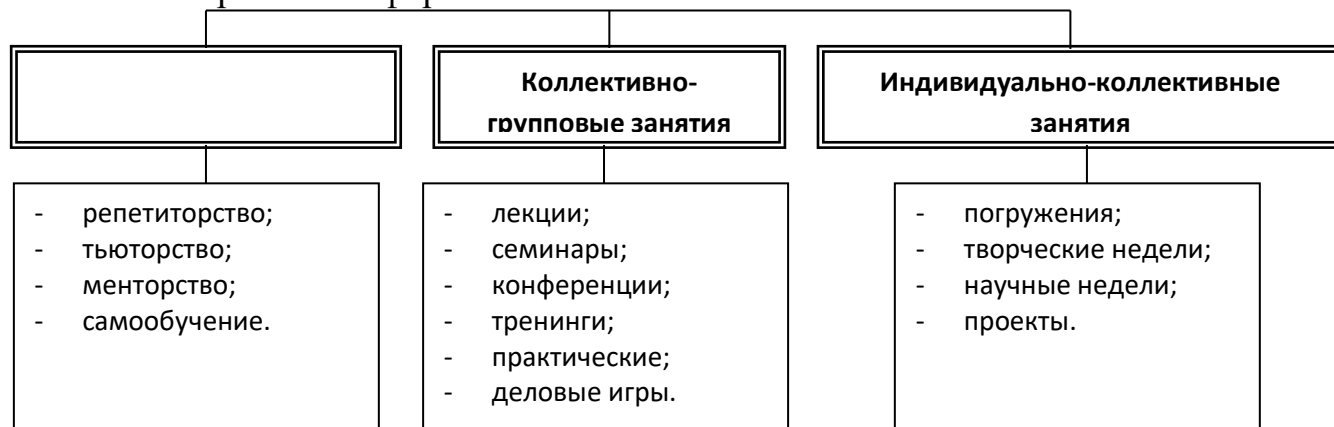 Коллективно-
групповые занятия
Индивидуально-коллективные
занятия
- репетиторство;
- тьюторство;
- менторство;
- самообучение.
- лекции;
- семинары;
- конференции;
- тренинги;
- практические;
- деловые игры.
- погружения;
- творческие недели;
- научные недели;
- проекты.